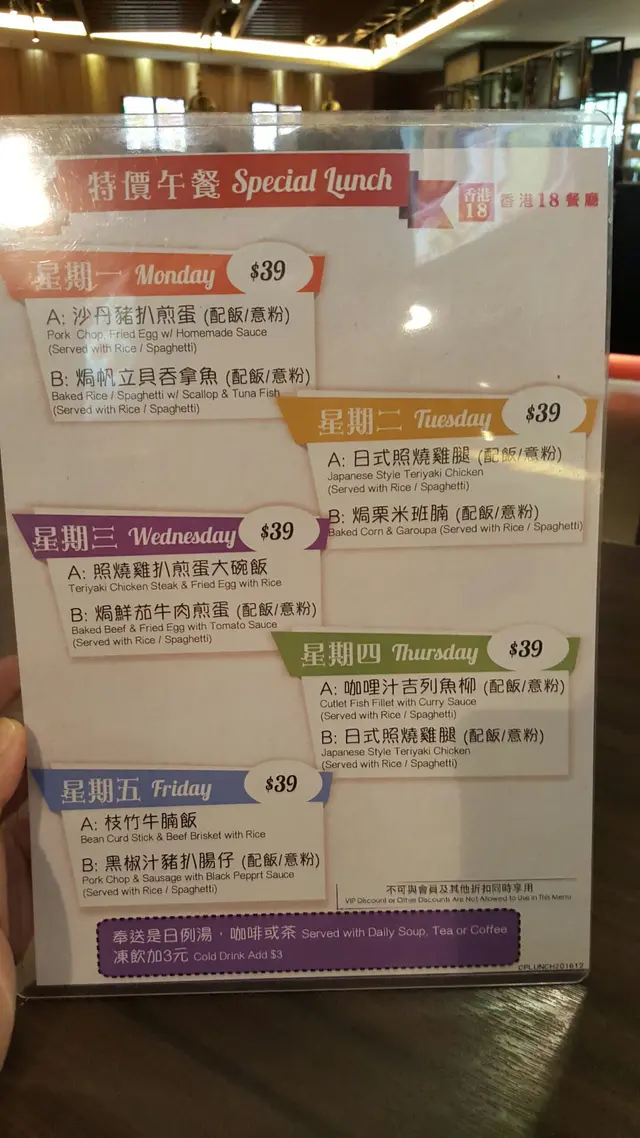 特價午餐 Special Lunch
香港18 香港18餐廳
星期一 Monday $39
A: 沙丹豬扒煎蛋 (配飯/意粉)
Pork Chop, Fried Egg w/ Homemade Sauce
(Served with Rice / Spaghetti)
B: 焗帆立貝吞拿魚 (配飯/意粉)
Baked Rice / Spaghetti w/ Scallop & Tuna Fish
(Served with Rice / Spaghetti)
星期二 Tuesday $39
A: 日式照燒雞腿 (配飯/意粉)
Japanese Style Teriyaki Chicken
(Served with Rice / Spaghetti)
B: 焗栗米班腩 (配飯/意粉)
Baked Corn & Garoupa (Served with Rice / Spaghetti)
星期三 Wednesday $39
A: 照燒雞扒煎蛋大碗飯
Teriyaki Chicken Steak & Fried Egg with Rice
B: 焗鮮茄牛肉煎蛋 (配飯/意粉)
Baked Beef & Fried Egg with Tomato Sauce
(Served with Rice / Spaghetti)
星期四 Thursday $39
A: 咖哩汁吉列魚柳 (配飯/意粉)
Cutlet Fish Fillet with Curry Sauce
(Served with Rice / Spaghetti)
B: 日式照燒雞腿 (配飯/意粉)
Japanese Style Teriyaki Chicken
(Served with Rice / Spaghetti)
星期五 Friday $39
A: 枝竹牛腩飯
Bean Curd Stick & Beef Brisket with Rice
B: 黑椒汁豬扒腸仔 (配飯/意粉)
Pork Chop & Sausage with Black Pepprt Sauce
(Served with Rice / Spaghetti)
不可與會員及其他折扣同時享用
VIP Discount or Other Discounts Are Not Allowed to Use in This Menu
奉送是日例湯，咖啡或茶 Served with Daily Soup, Tea or Coffee
凍飲加3元 Cold Drink Add $3
CPLUNCH201612